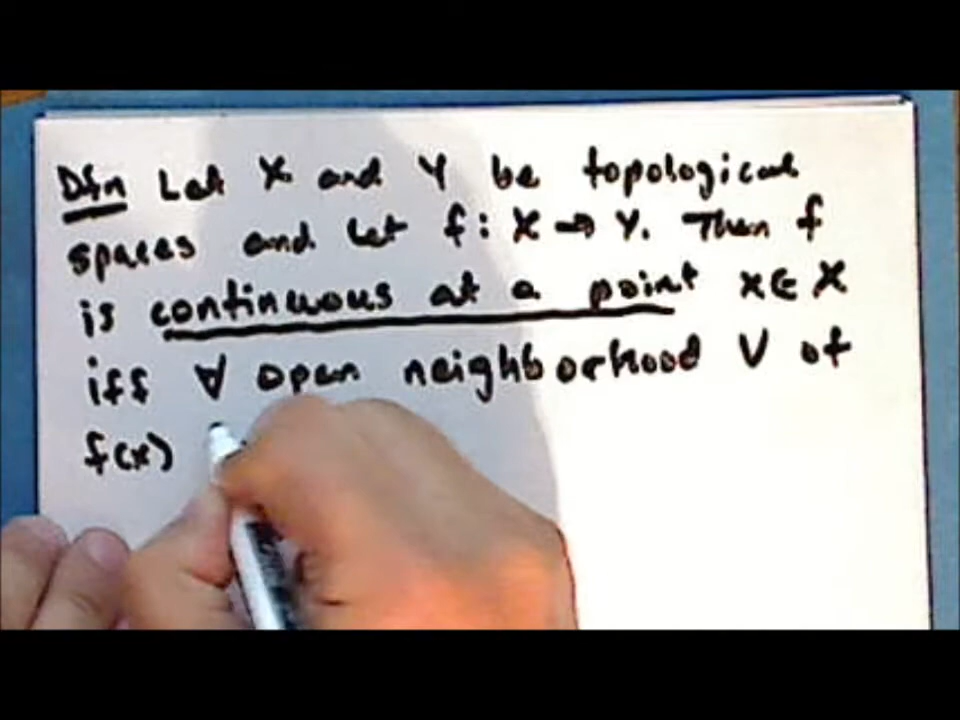 Dfn Let X and Y be topological
spaces and let f: X → Y. Then f
is continuous at a point x ∈ X
iff ∀ open neighborhood V of
f(x)